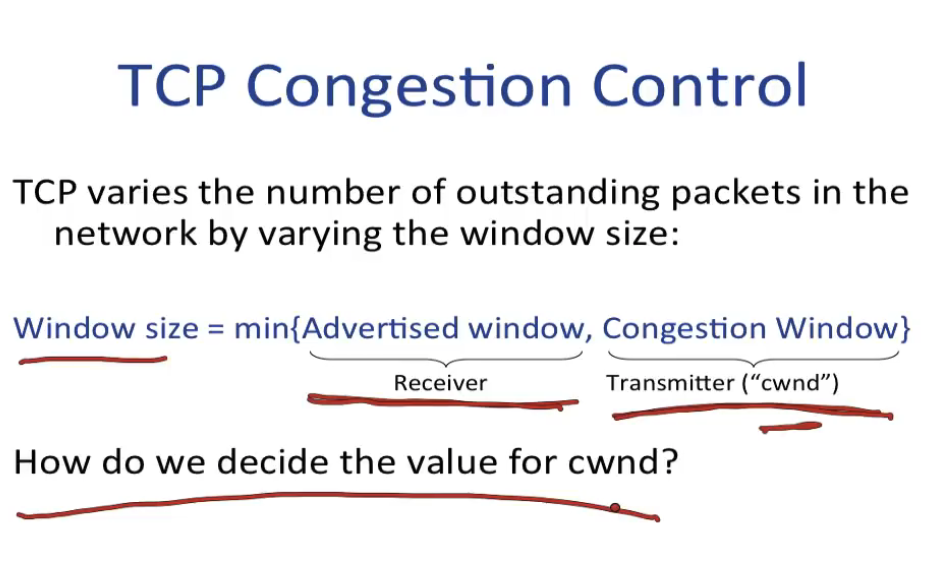 TCP Congestion Control
TCP varies the number of outstanding packets in the
network by varying the window size:
Window size = min{Advertised window, Congestion Window}
Receiver
Transmitter (“cwnd”)
How do we decide the value for cwnd?